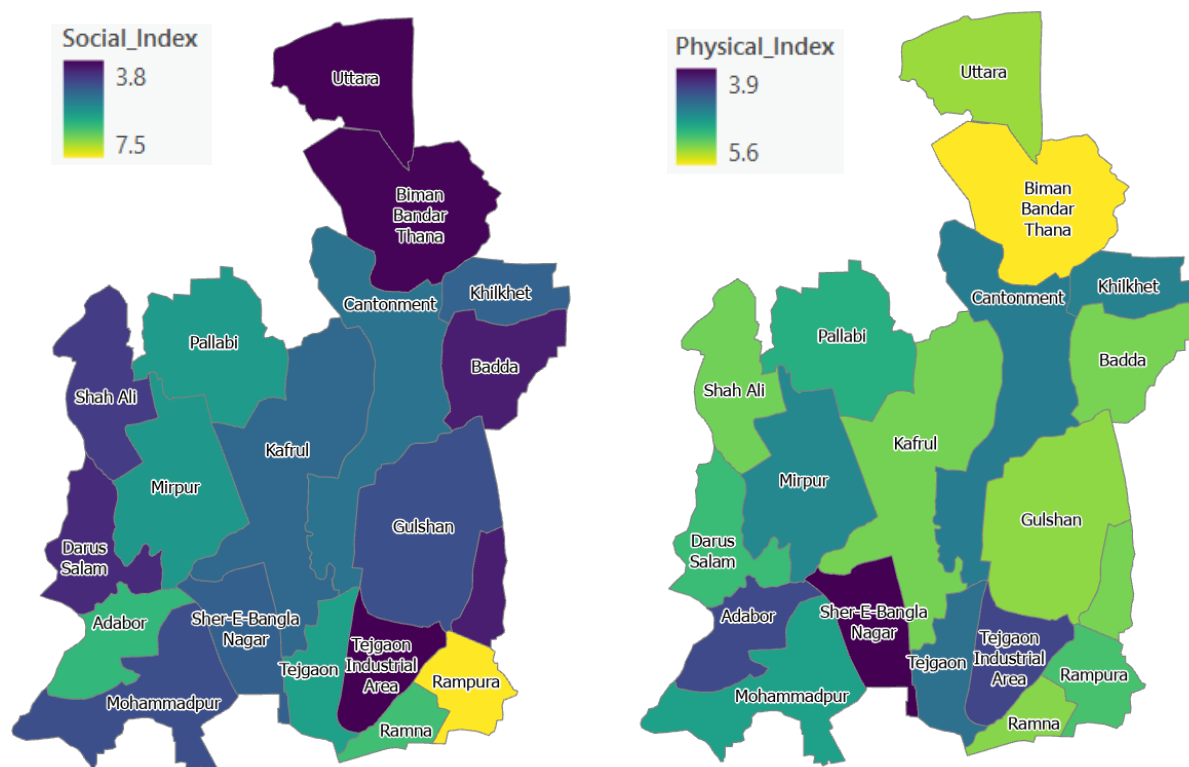 Social_Index
3.8
7.5
Uttara
Biman
Bandar
Thana
Cantonment
Khilkhet
Pallabi
Badda
Shah Ali
Kafrul
Mirpur
Gulshan
Darus
Salam
Adabor
Sher-E-Bangla
Nagar
Tejgaon
Tejgaon
Industrial
Area
Rampura
Mohammadpur
Ramna
Physical_Index
3.9
5.6
Uttara
Biman
Bandar
Thana
Cantonment
Khilkhet
Pallabi
Badda
Shah Ali
Kafrul
Mirpur
Gulshan
Darus
Salam
Adabor
Sher-E-Bangla
Nagar
Tejgaon
Tejgaon
Industrial
Area
Rampura
Mohammadpur
Ramna